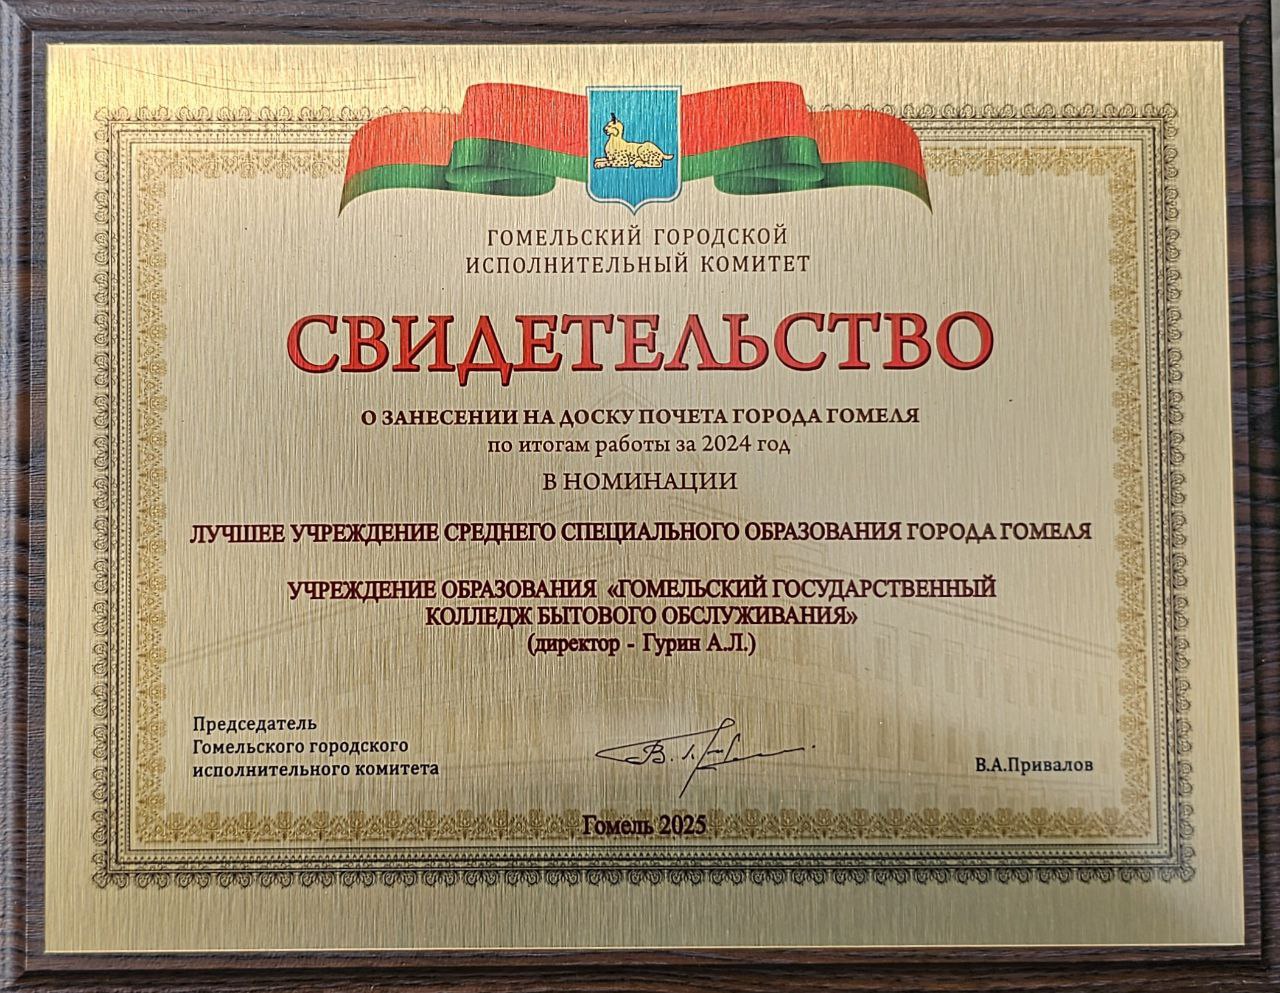 ГОМЕЛЬСКИЙ ГОРОДСКОЙ
ИСПОЛНИТЕЛЬНЫЙ КОМИТЕТ
СВИДЕТЕЛЬСТВО
О ЗАНЕСЕНИИ НА ДОСКУ ПОЧЕТА ГОРОДА ГОМЕЛЯ
по итогам работы за 2024 год
В НОМИНАЦИИ
ЛУЧШЕЕ УЧРЕЖДЕНИЕ СРЕДНЕГО СПЕЦИАЛЬНОГО ОБРАЗОВАНИЯ ГОРОДА ГОМЕЛЯ
УЧРЕЖДЕНИЕ ОБРАЗОВАНИЯ «ГОМЕЛЬСКИЙ ГОСУДАРСТВЕННЫЙ
КОЛЛЕДЖ БЫТОВОГО ОБСЛУЖИВАНИЯ»
(директор - Гурин А.Л.)
Председатель
Гомельского городского
исполнительного комитета
В.А.Привалов
Гомель 2025